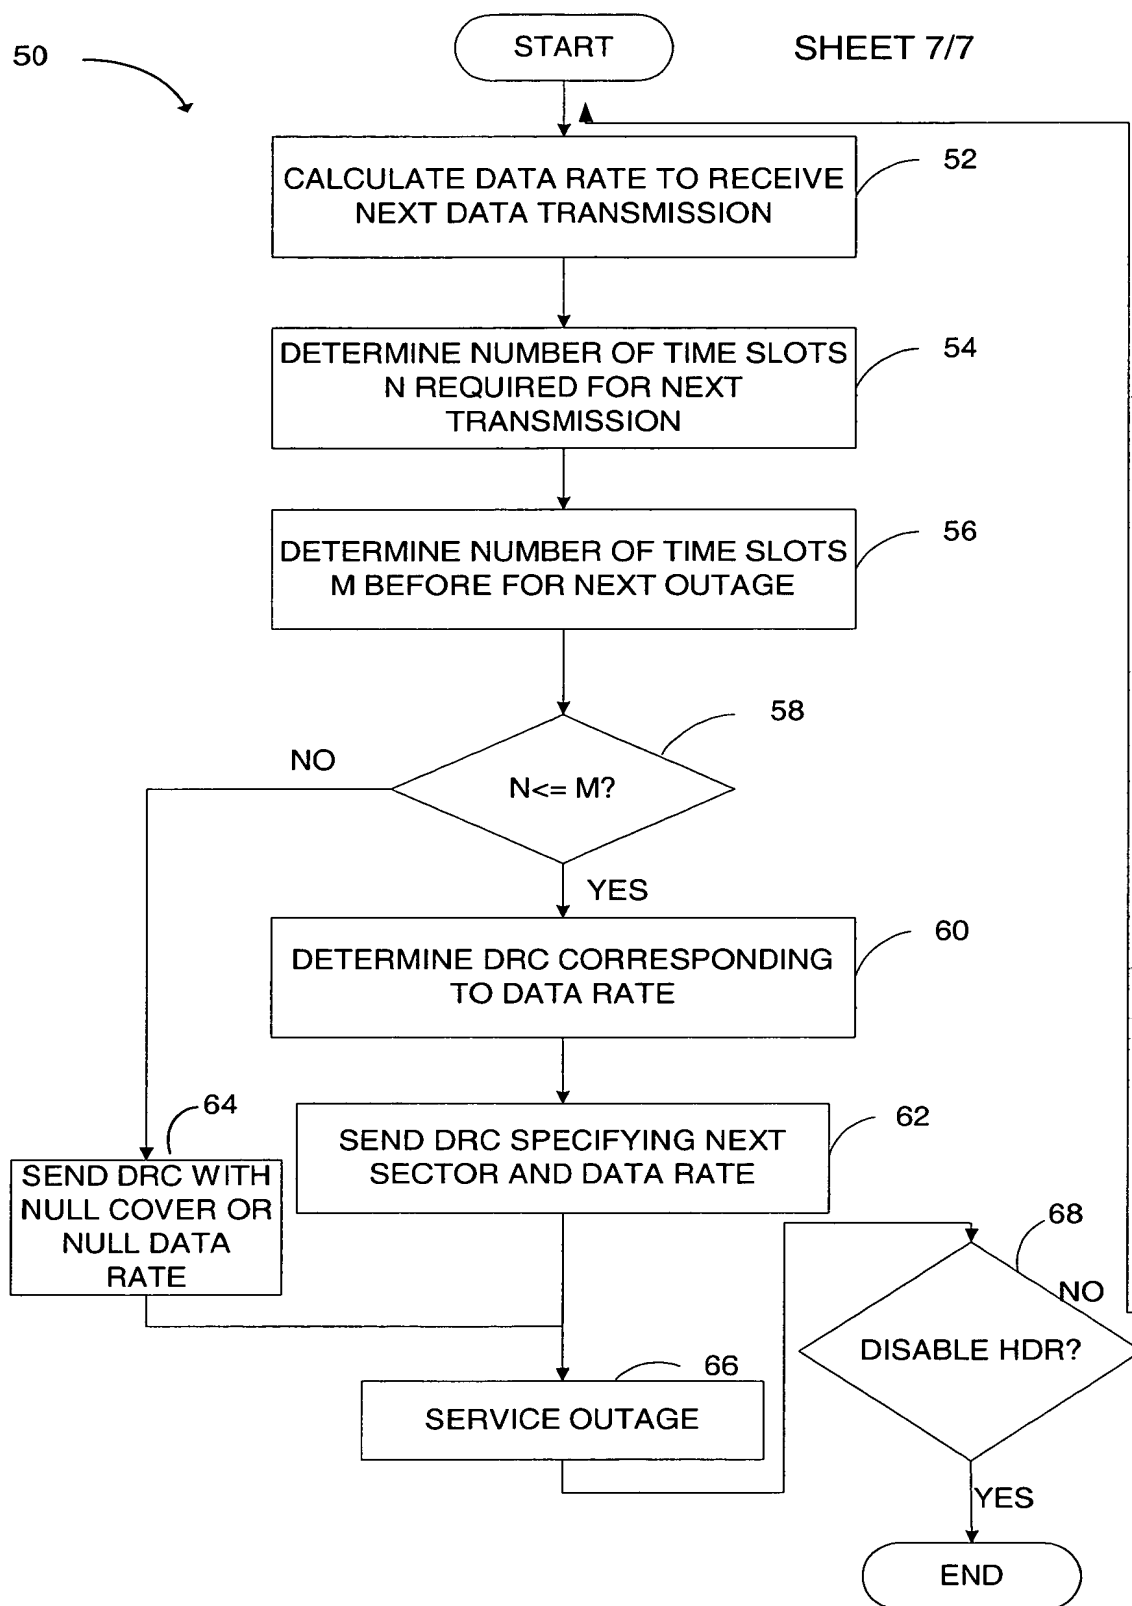 50
START
SHEET 7/7
CALCULATE DATA RATE TO RECEIVE
NEXT DATA TRANSMISSION
52
DETERMINE NUMBER OF TIME SLOTS
N REQUIRED FOR NEXT
TRANSMISSION
54
DETERMINE NUMBER OF TIME SLOTS
M BEFORE FOR NEXT OUTAGE
56
58
NO
N<= M?
YES
60
DETERMINE DRC CORRESPONDING
TO DATA RATE
64
SEND DRC WITH
NULL COVER OR
NULL DATA
RATE
62
SEND DRC SPECIFYING NEXT
SECTOR AND DATA RATE
68
NO
DISABLE HDR?
66
SERVICE OUTAGE
YES
END